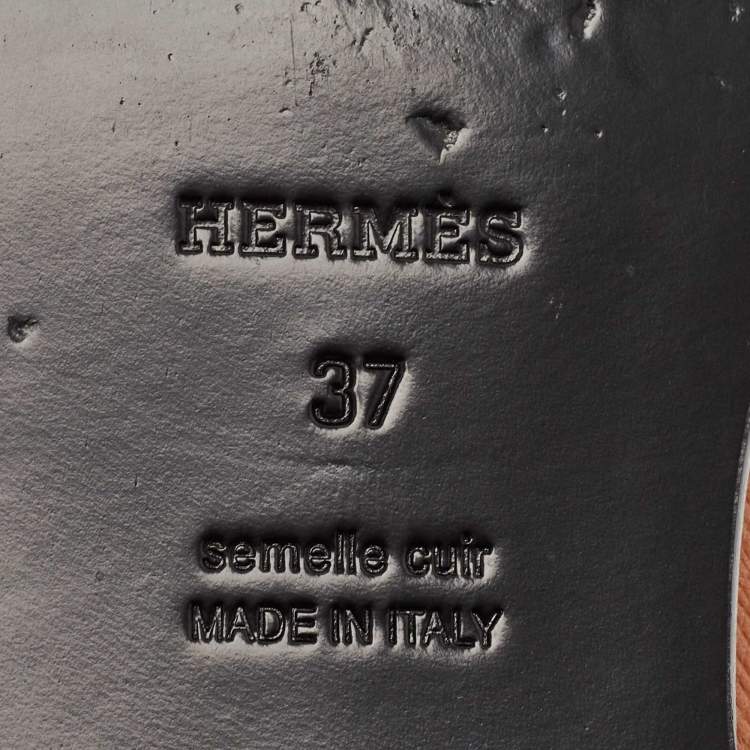 HERMÈS
37
semelle cuir
MADE IN ITALY